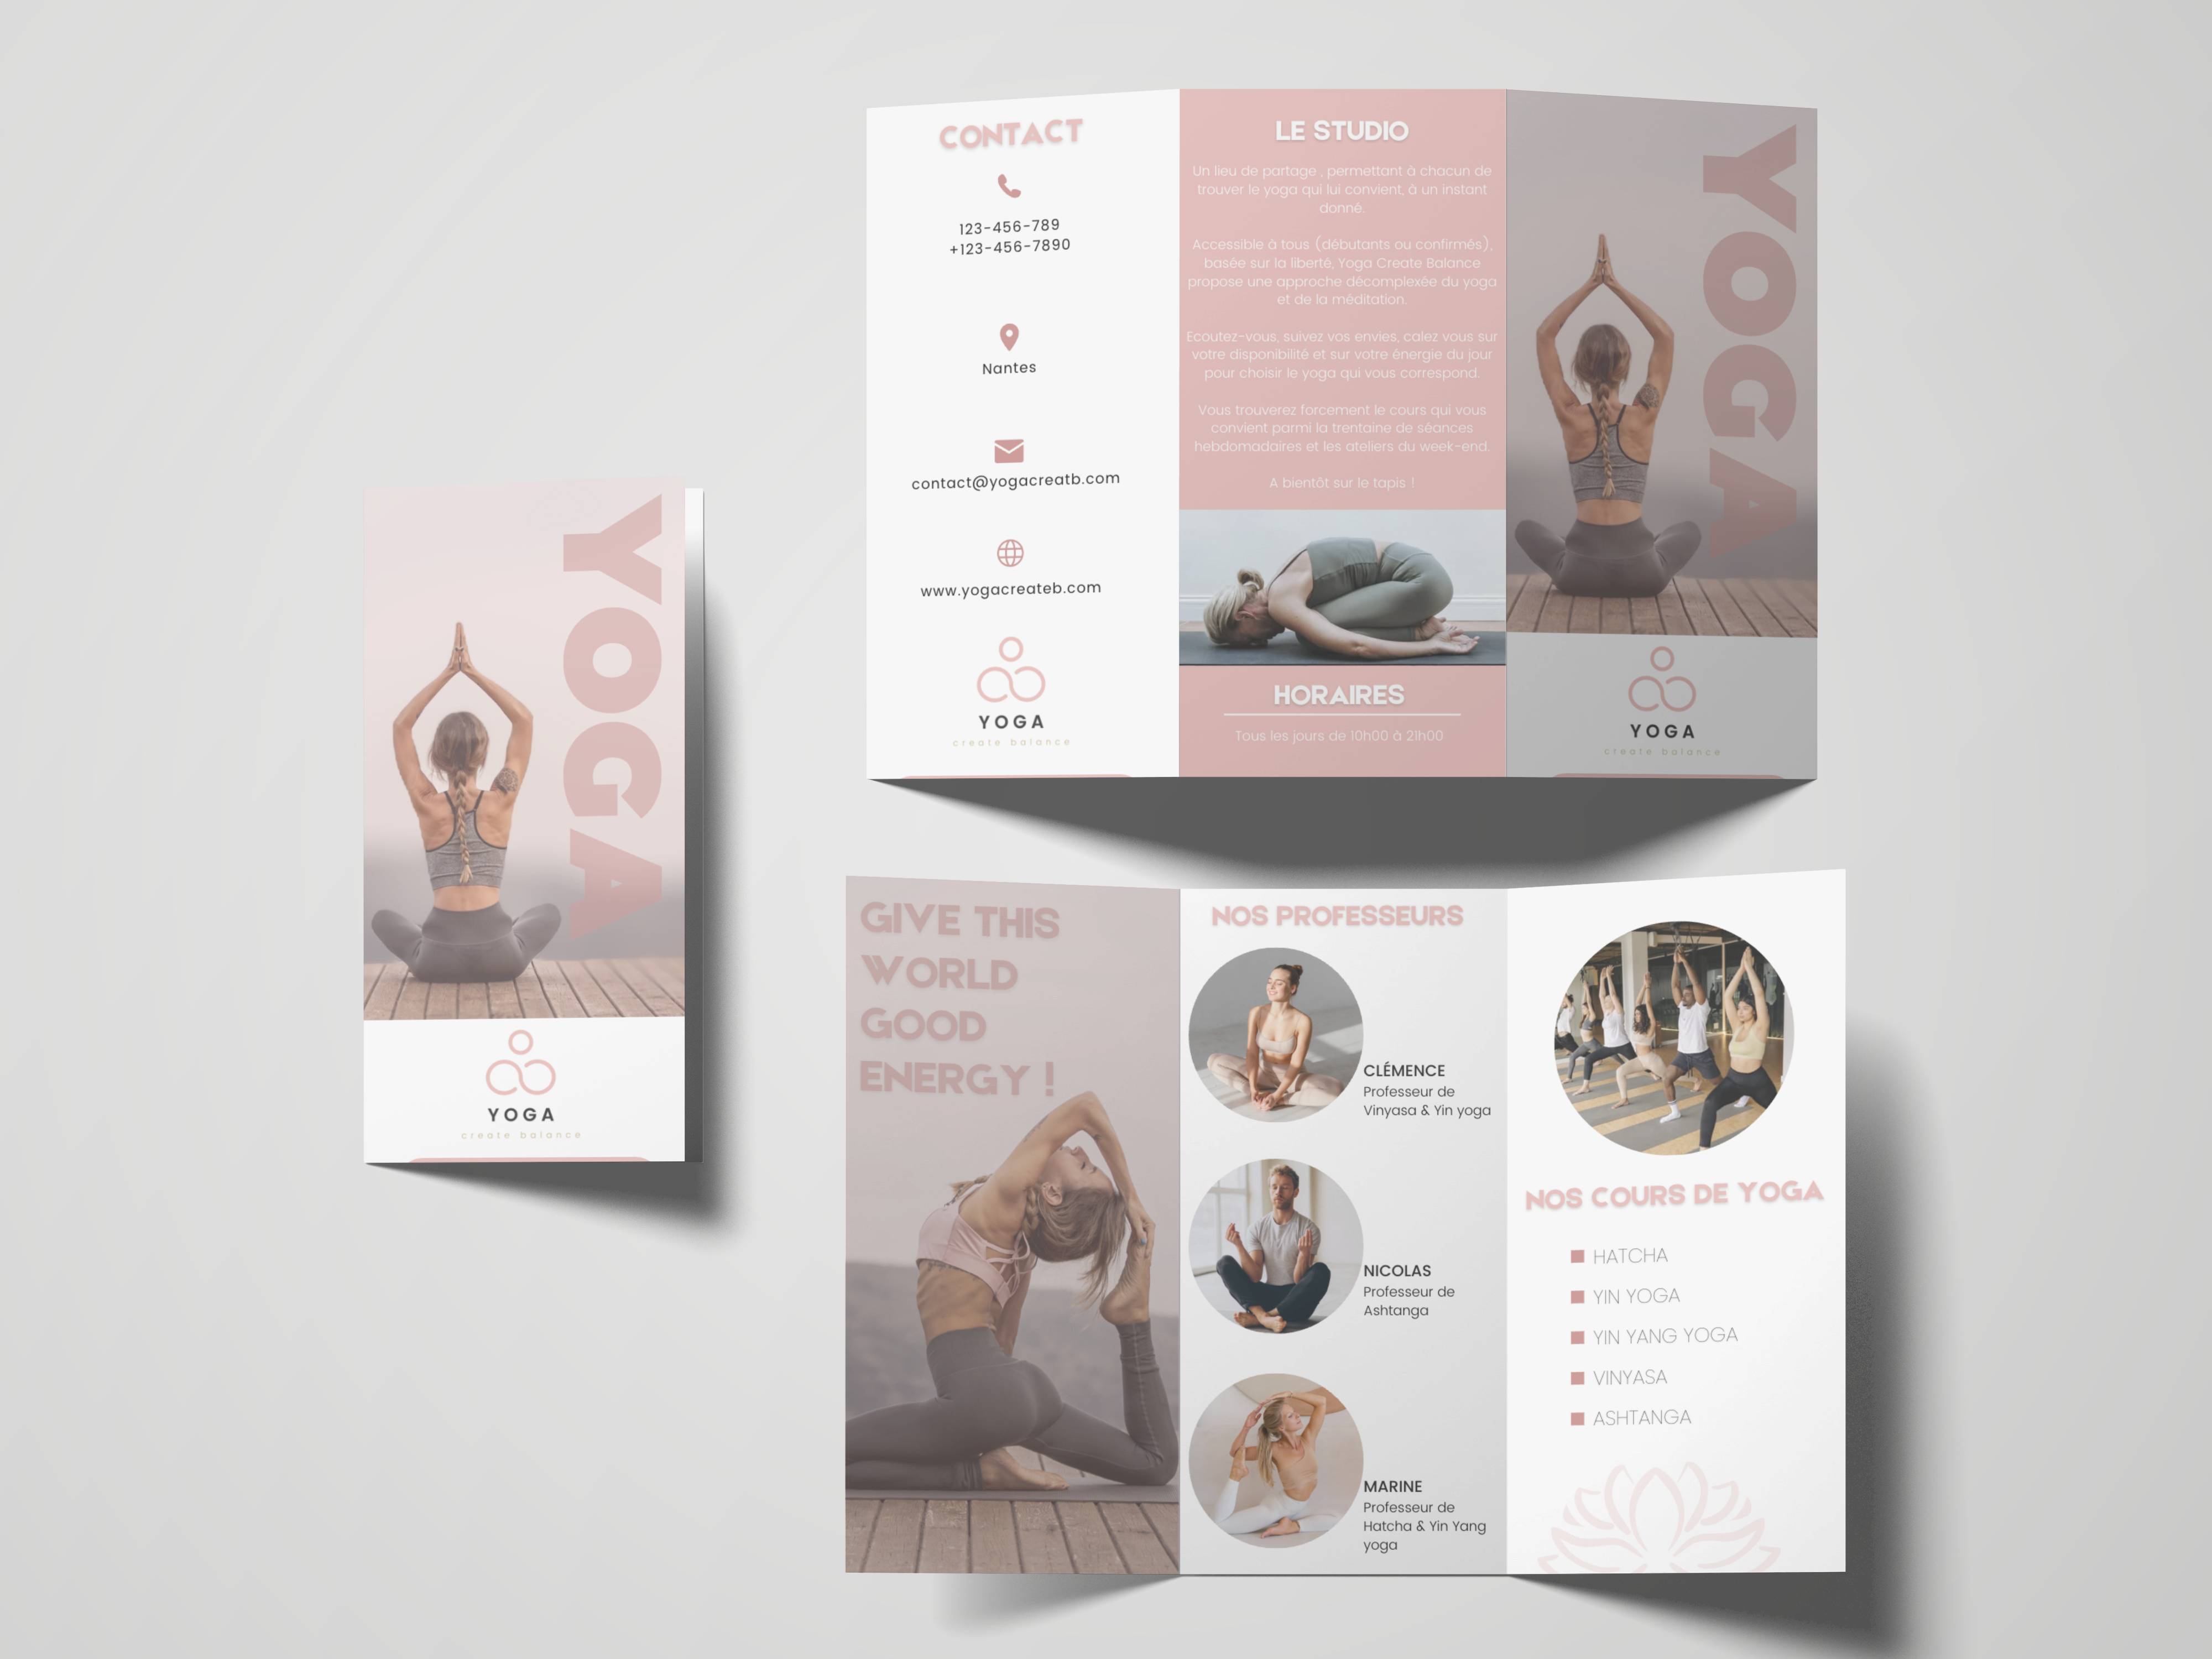 YOGA
YOGA
create balance
CONTACT
123-456-789
+123-456-7890
Nantes
contact@yogacreatb.com
www.yogacreateb.com
YOGA
create balance
LE STUDIO
Un lieu de partage , permettant à chacun de
trouver le yoga qui lui convient, à un instant
donné.
Accessible à tous (débutants ou confirmés),
basée sur la liberté, Yoga Create Balance
propose une approche décomplexée du yoga
et de la méditation.
Ecoutez-vous, suivez vos envies, calez vous sur
votre disponibilité et sur votre énergie du jour
pour choisir le yoga qui vous correspond.
Vous trouverez forcement le cours qui vous
convient parmi la trentaine de séances
hebdomadaires et les ateliers du week-end.
A bientôt sur le tapis !
HORAIRES
Tous les jours de 10h00 à 21h00
YOGA
YOGA
create balance
GIVE THIS
WORLD
GOOD
ENERGY !
NOS PROFESSEURS
CLÉMENCE
Professeur de
Vinyasa & Yin yoga
NICOLAS
Professeur de
Ashtanga
MARINE
Professeur de
Hatcha & Yin Yang
yoga
NOS COURS DE YOGA
HATCHA
YIN YOGA
YIN YANG YOGA
VINYASA
ASHTANGA